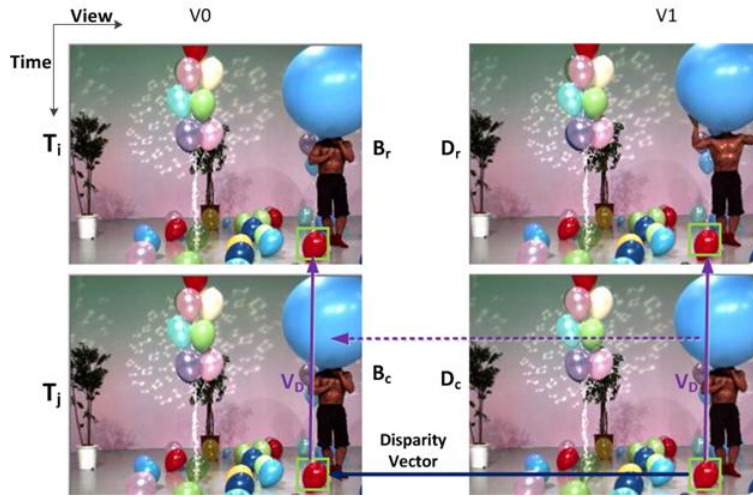 View
V0
V1
Time
Ti
Br
Dr
Tj
VD
Bc
Dc
VD
Disparity
Vector